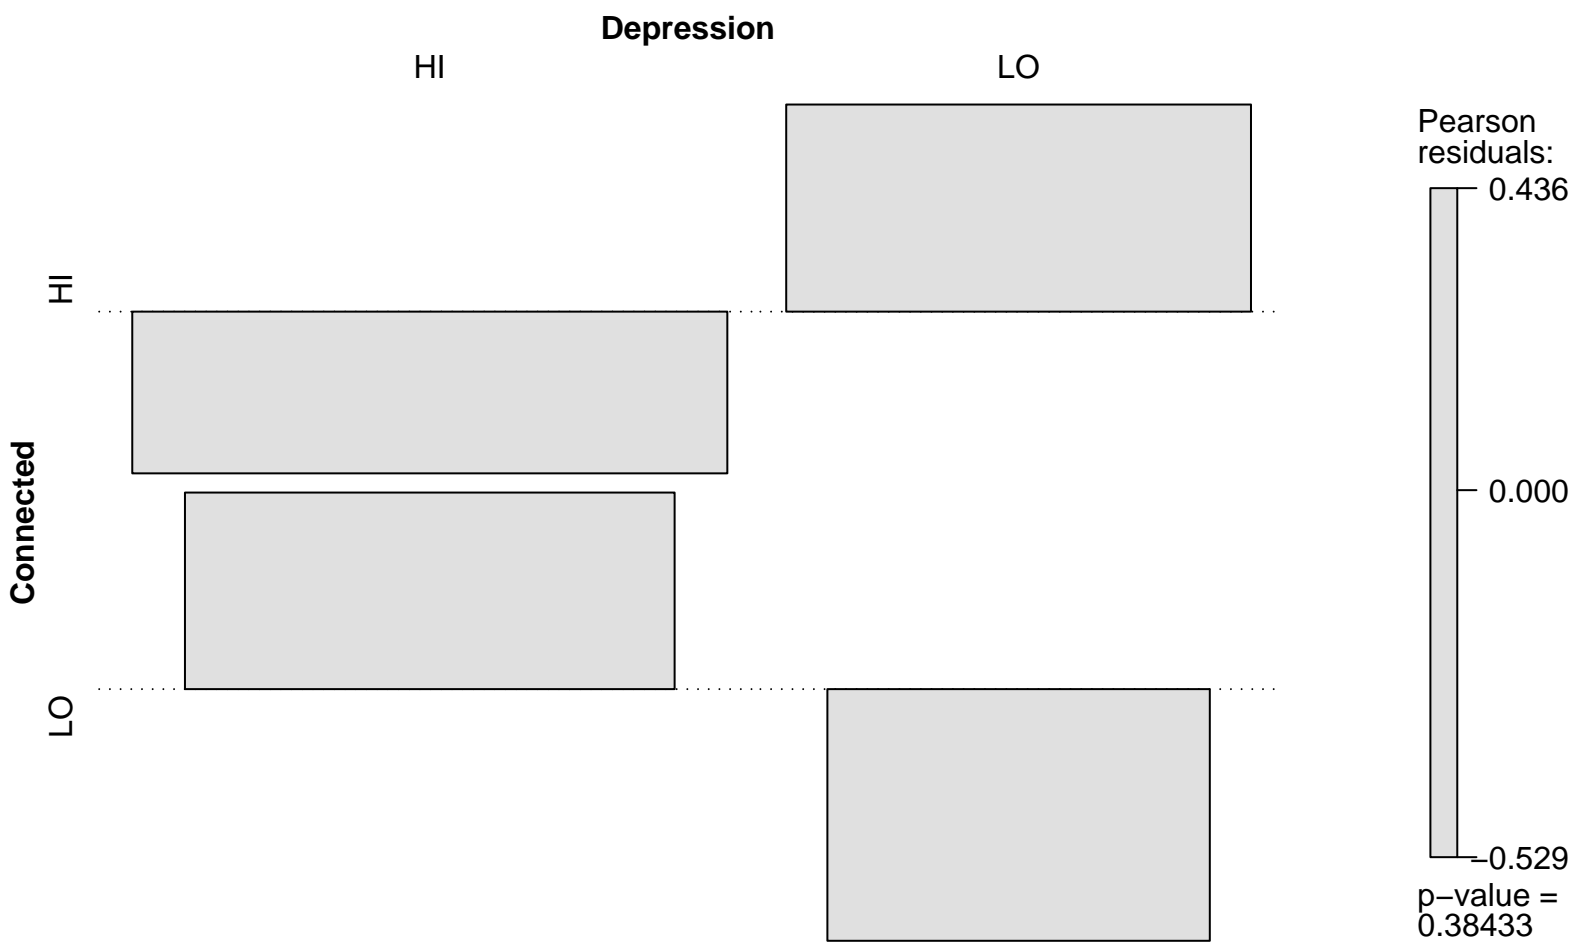 Depression
HI
LO
Connected
HI
LO
Pearson
residuals:
0.436
0.000
−0.529
p−value =
0.38433